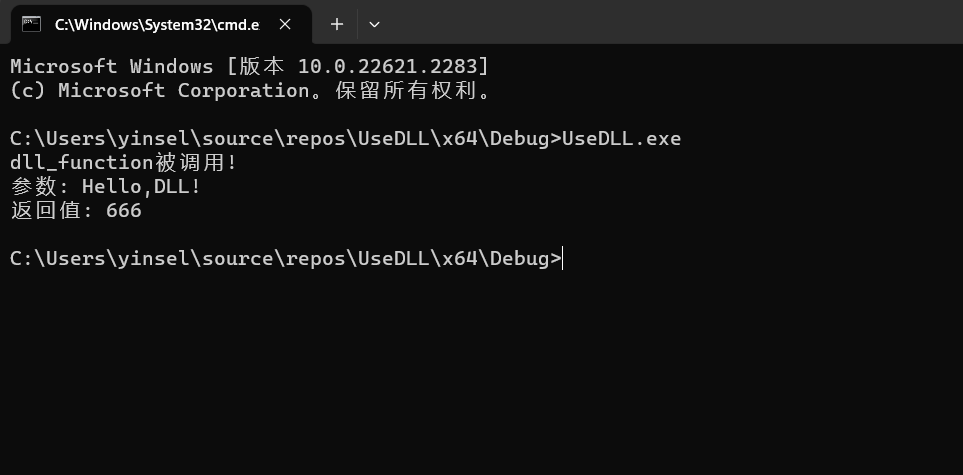 C:\Windows\System32\cmd.e
Microsoft Windows [版本 10.0.22621.2283]
(c) Microsoft Corporation。保留所有权利。
C:\Users\yinsel\source\repos\UseDLL\x64\Debug>UseDLL.exe
dll_function被调用!
参数: Hello,DLL!
返回值: 666
C:\Users\yinsel\source\repos\UseDLL\x64\Debug>